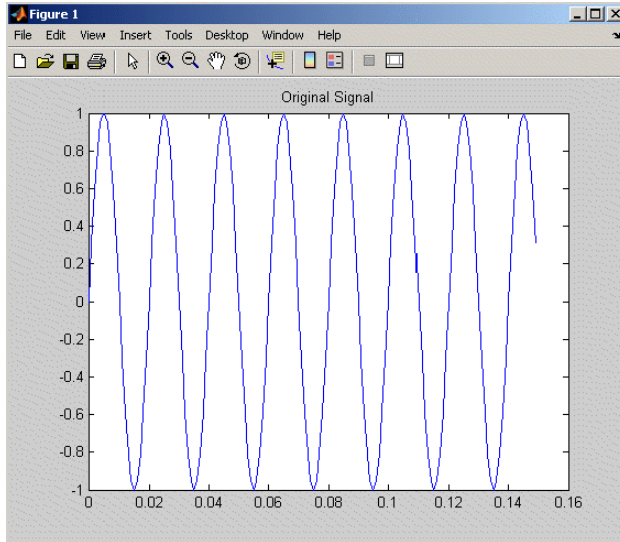 Figure 1
File Edit View Insert Tools Desktop Window Help
Original Signal
1
0.8
0.6
0.4
0.2
0
-0.2
-0.4
-0.6
-0.8
-1
0 0.02 0.04 0.06 0.08 0.1 0.12 0.14 0.16